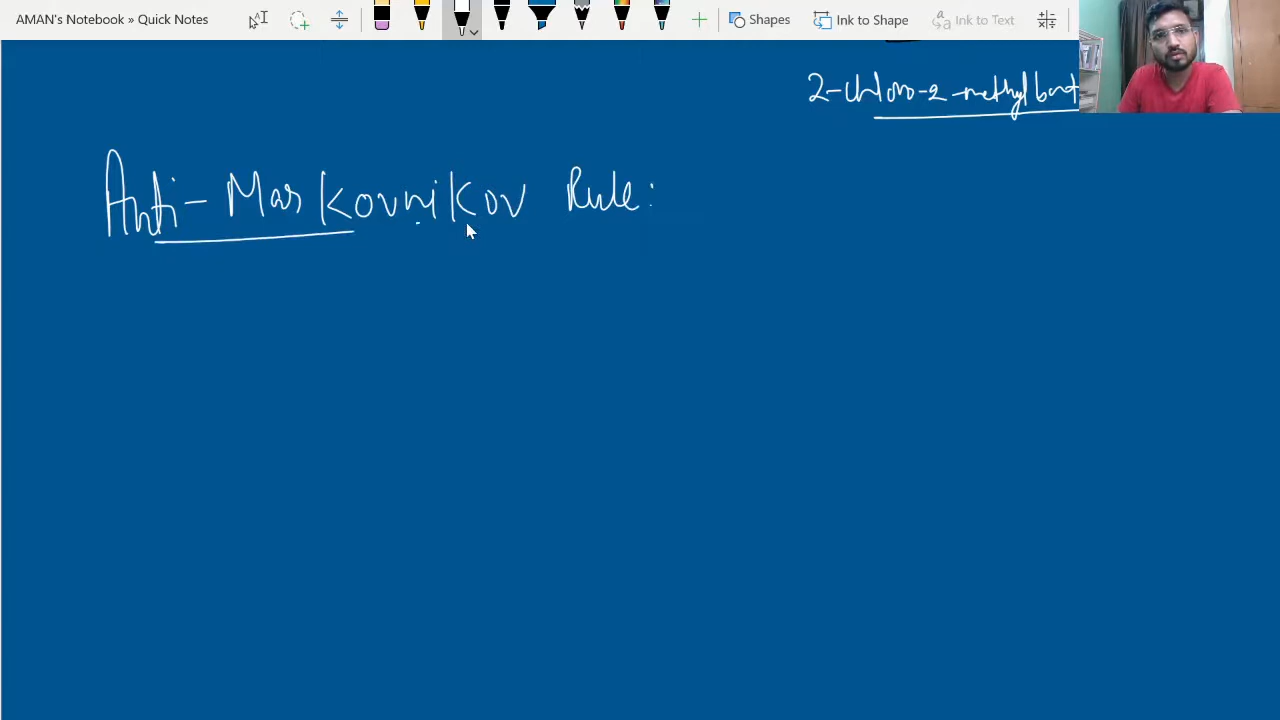 AMAN's Notebook » Quick Notes
Shapes
Ink to Shape
Ink to Text
2-chloro-2-methylbut
Anti-Markovnikov Rule: